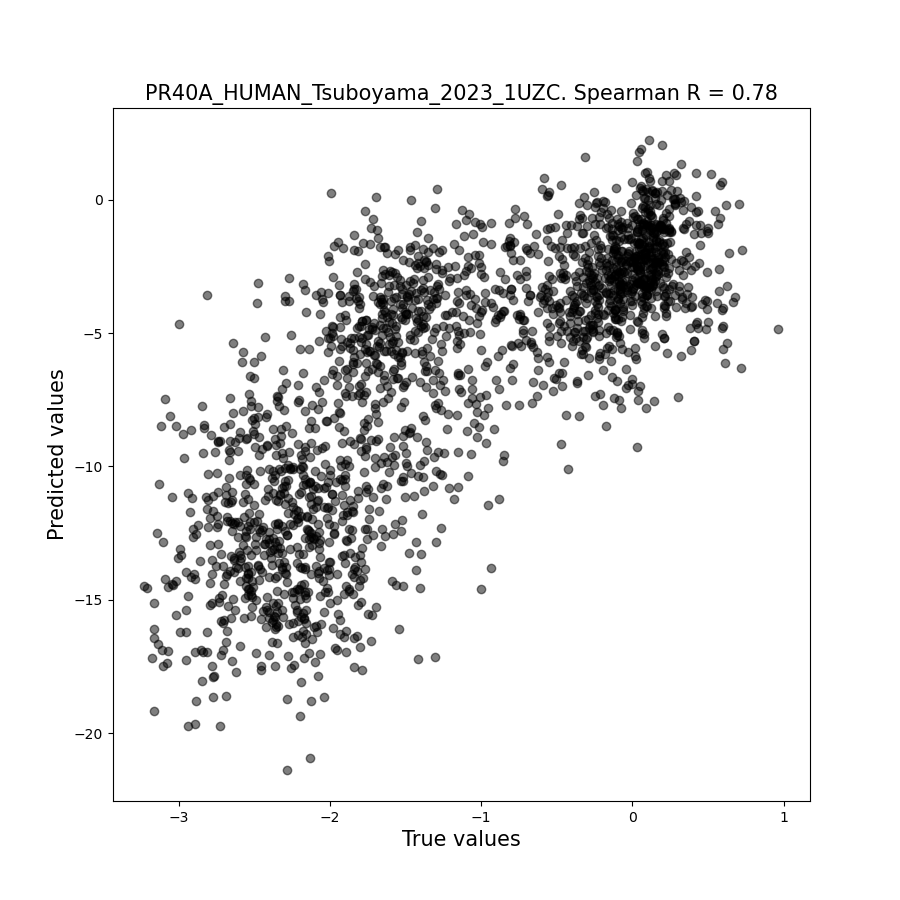 PR40A_HUMAN_Tsuboyama_2023_1UZC. Spearman R = 0.78
Predicted values
0
−5
−10
−15
−20
−3 −2 −1 0 1
True values